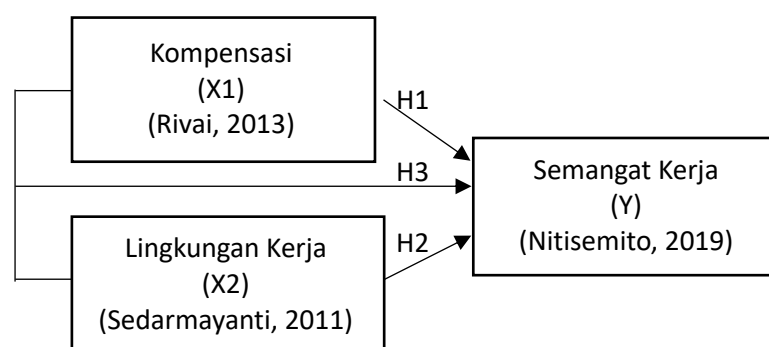 Kompensasi
(X1)
(Rivai, 2013)
H1
H3
Semangat Kerja
(Y)
(Nitisemito, 2019)
H2
Lingkungan Kerja
(X2)
(Sedarmayanti, 2011)